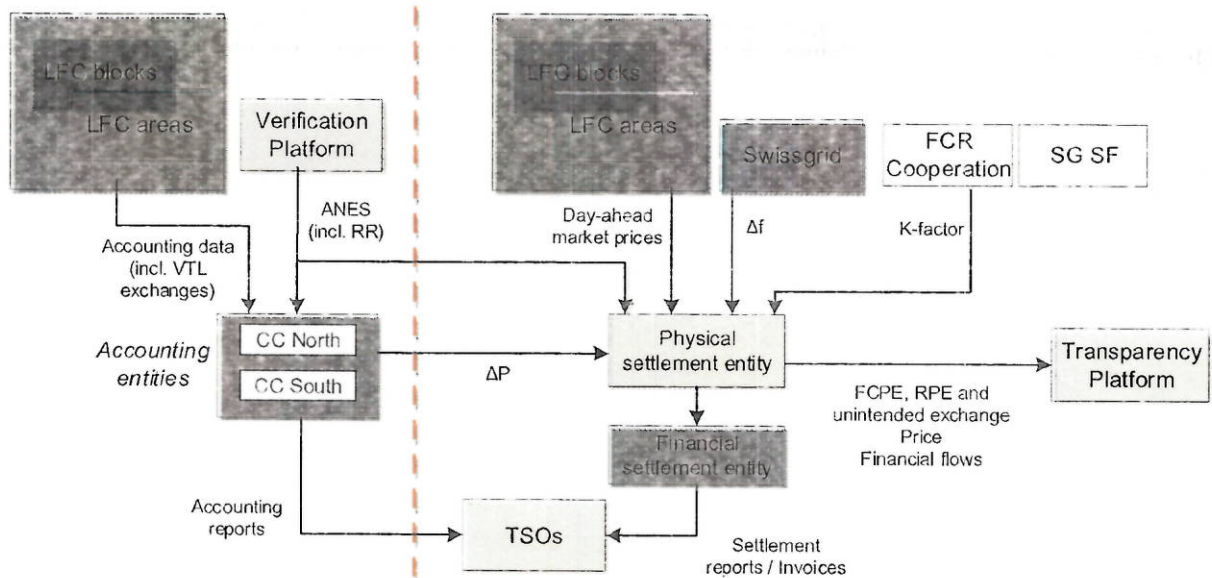 LFC blocks
LFC areas
Verification
Platform
LFC blocks
LFC areas
Swissgrid
FCR
Cooperation
SG SF
ANES
(incl. RR)
Day-ahead
market prices
Δf
K-factor
Accounting data
(incl. VTL
exchanges)
Accounting
entities
CC North
CC South
ΔP
Physical
settlement entity
Transparency
Platform
FCPE, RPE and
unintended exchange
Price
Financial flows
Financial
settlement entity
Accounting
reports
TSOs
Settlement
reports / Invoices